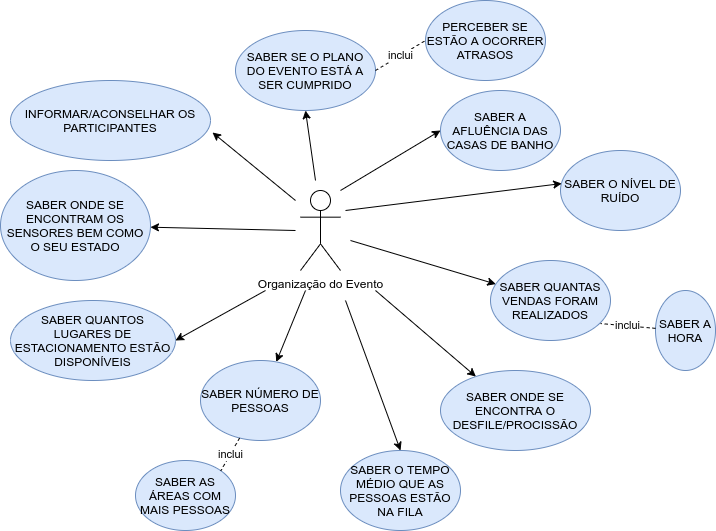 PERCEBER SE
ESTÃO A OCORRER
ATRASOS
inclui
SABER SE O PLANO
DO EVENTO ESTÁ A
SER CUMPRIDO
INFORMAR/ACONSELHAR OS
PARTICIPANTES
SABER A
AFLUÊNCIA DAS
CASAS DE BANHO
SABER O NÍVEL DE
RUÍDO
SABER ONDE SE
ENCONTRAM OS
SENSORES BEM COMO
O SEU ESTADO
Organização do Evento
SABER QUANTAS
VENDAS FORAM
REALIZADOS
inclui
SABER A
HORA
SABER QUANTOS
LUGARES DE
ESTACIONAMENTO ESTÃO
DISPONÍVEIS
SABER NÚMERO DE
PESSOAS
SABER ONDE SE
ENCONTRA O
DESFILE/PROCISSÃO
inclui
SABER AS
ÁREAS COM
MAIS PESSOAS
SABER O TEMPO
MÉDIO QUE AS
PESSOAS ESTÃO
NA FILA